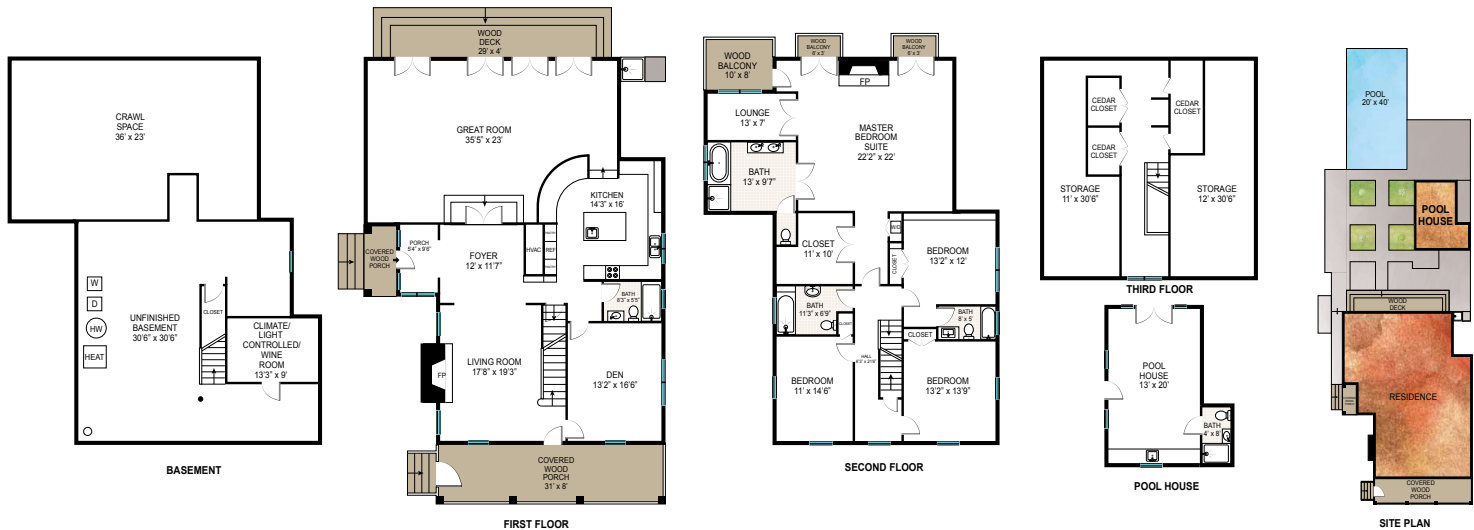 CRAWL
SPACE
36' x 23'
W
D
HW
HEAT
UNFINISHED
BASEMENT
30'6" x 30'6"
CLOSET
CLIMATE/
LIGHT
CONTROLLED/
WINE
ROOM
13'3" x 9'
BASEMENT
WOOD
DECK
29' x 4'
GREAT ROOM
35'5" x 23'
KITCHEN
14'3" x 16'
COVERED
WOOD
PORCH
PORCH
5'4" x 9'6"
FOYER
12' x 11'7"
HVAC
PANTRY
REF
PANTRY
BATH
8'3" x 5'5"
LIVING ROOM
17'8" x 19'3"
FP
DEN
13'2" x 16'6"
COVERED
WOOD
PORCH
31' x 8'
FIRST FLOOR
WOOD
BALCONY
10' x 8'
WOOD
BALCONY
6' x 3'
WOOD
BALCONY
6' x 3'
FP
LOUNGE
13' x 7'
MASTER
BEDROOM
SUITE
22'2" x 22'
BATH
13' x 9'7"
CLOSET
11' x 10'
W/D
CLOSET
BEDROOM
13'2" x 12'
BATH
11'3" x 6'9"
CLOSET
BATH
8' x 5'
CLOSET
HALL
BEDROOM
11' x 14'6"
BEDROOM
13'2" x 13'9"
SECOND FLOOR
CEDAR
CLOSET
CEDAR
CLOSET
CEDAR
CLOSET
STORAGE
11' x 30'6"
STORAGE
12' x 30'6"
THIRD FLOOR
POOL
HOUSE
13' x 20'
BATH
4' x 8'
POOL HOUSE
POOL
20' x 40'
POOL
HOUSE
WOOD
DECK
RESIDENCE
COVERED
WOOD
PORCH
SITE PLAN